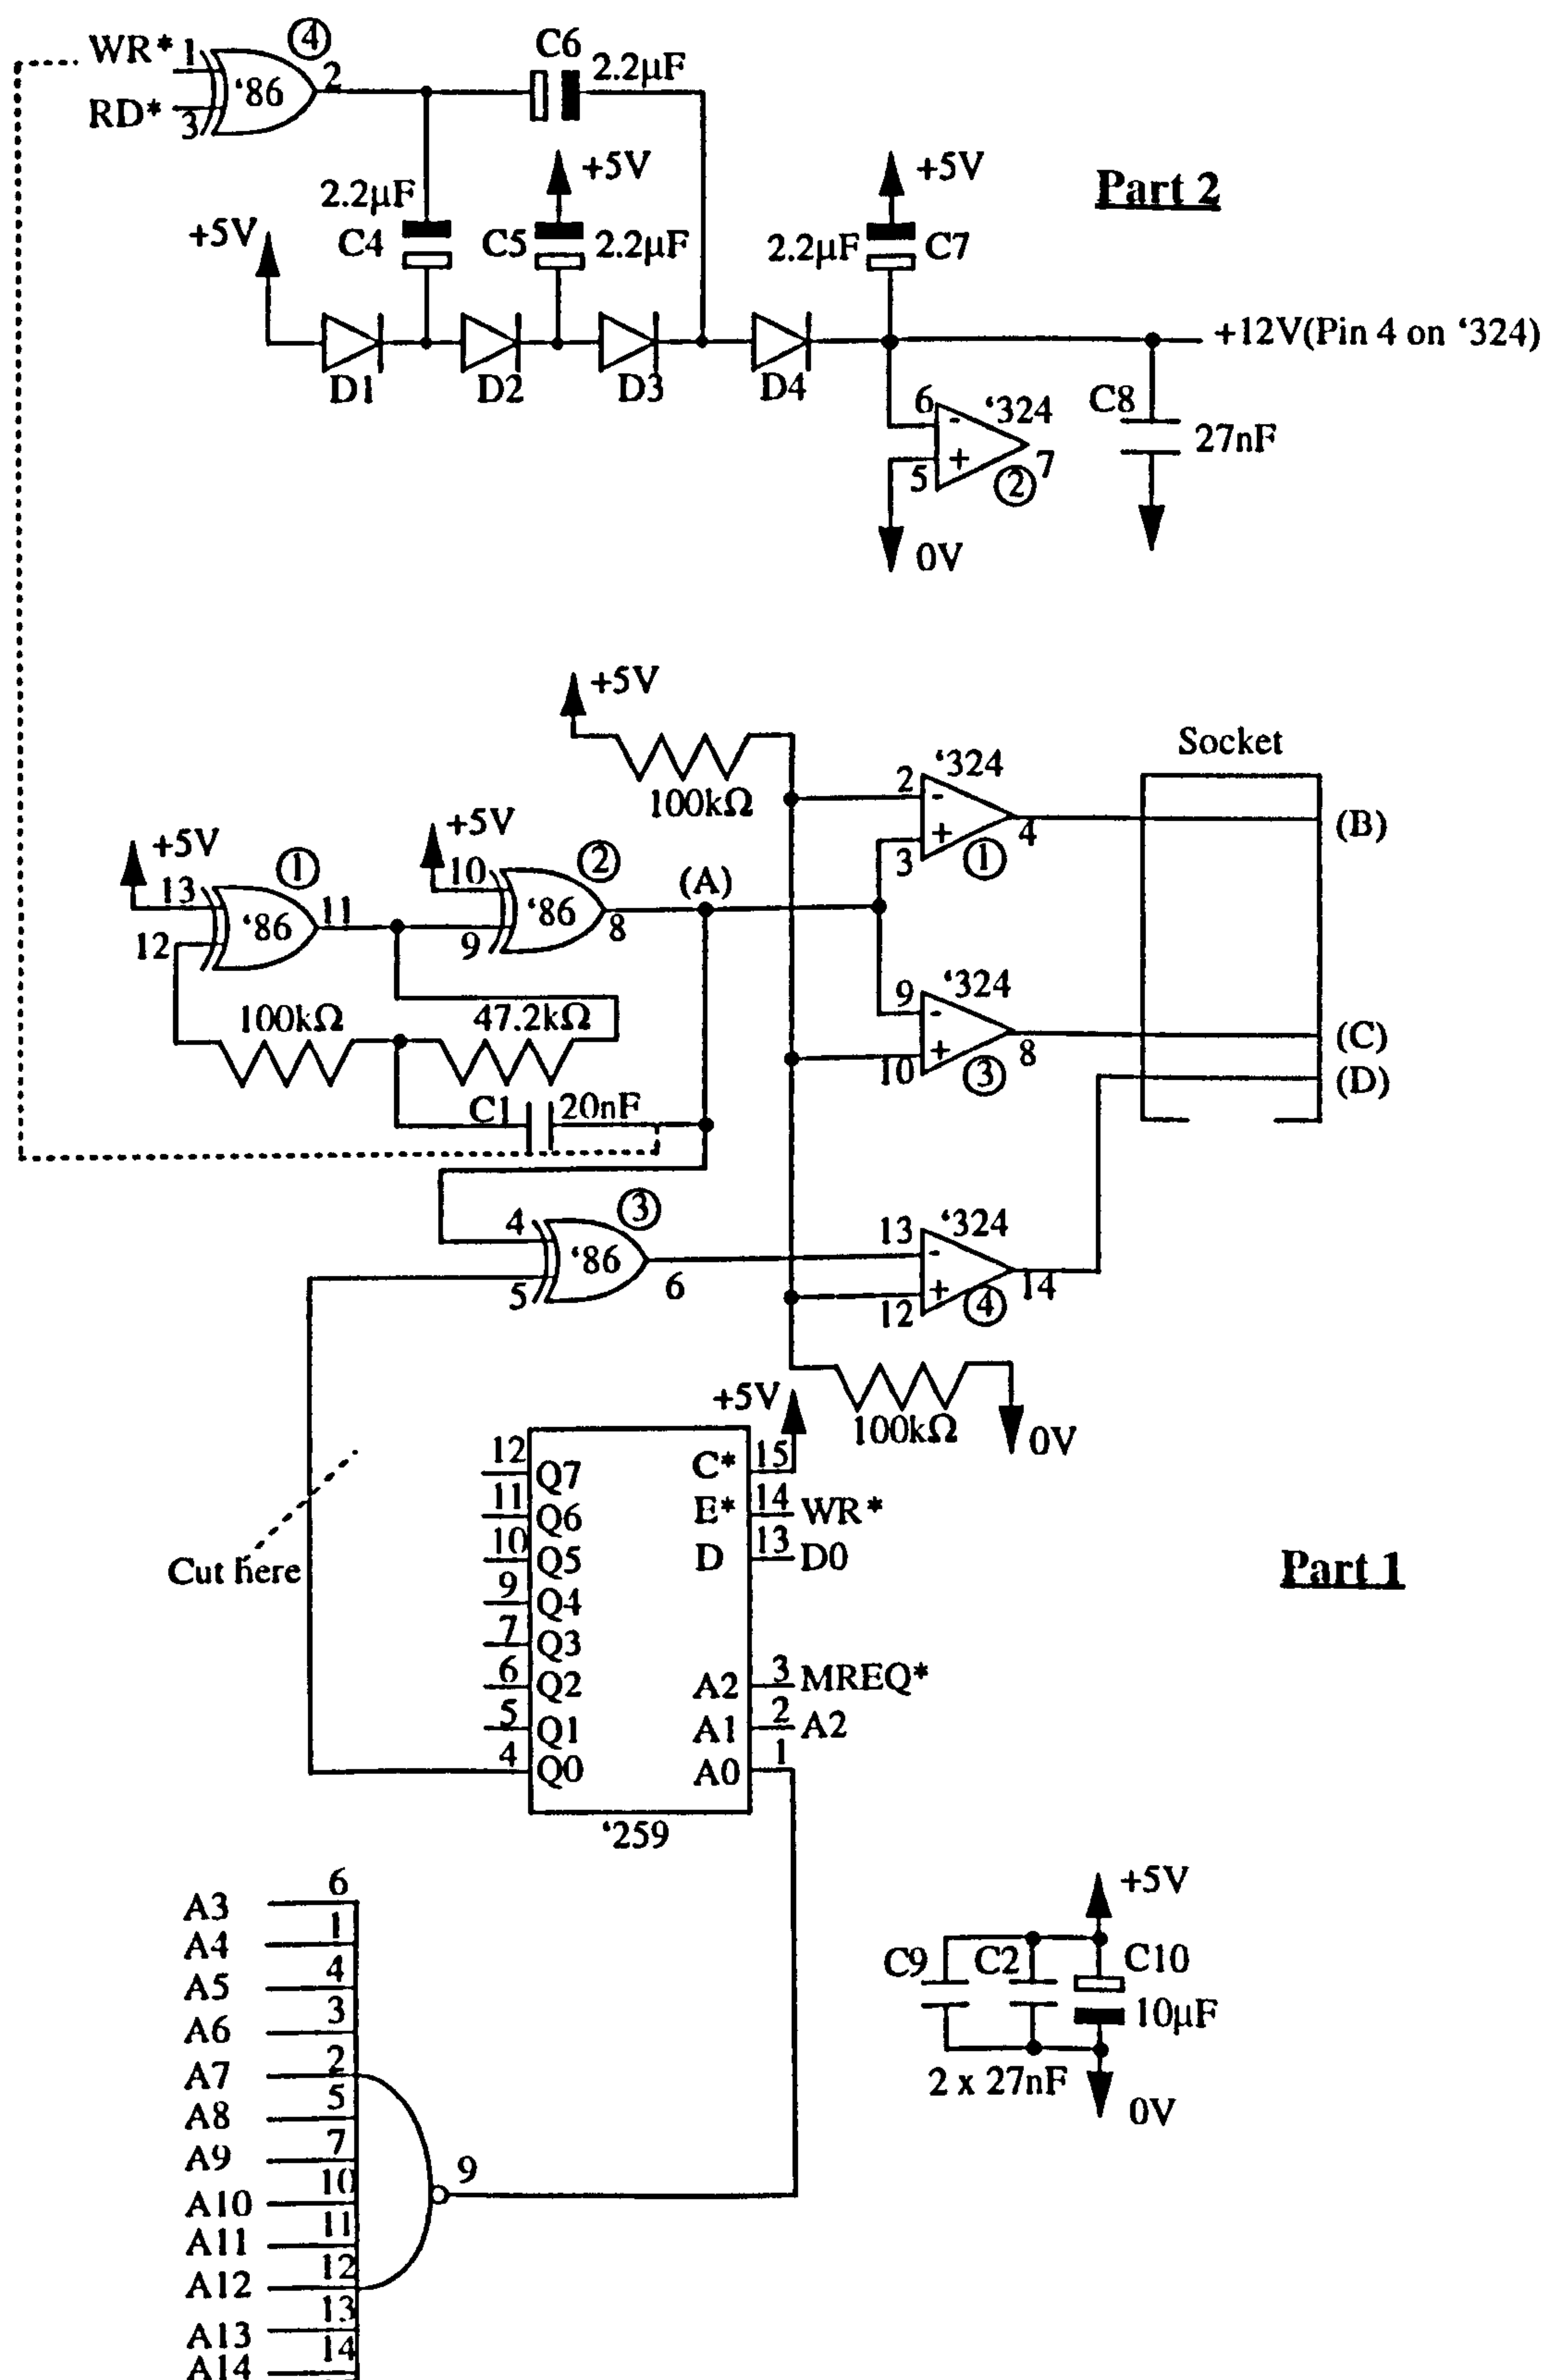 WR* 1 ④ C6
2 2.2µF
‘86
RD* 3
2.2µF +5V +5V Part 2
+5V C4 C5 2.2µF 2.2µF C7
+12V(Pin 4 on ‘324)
D1 D2 D3 D4
6 ‘324 C8
- 27nF
+ 7
5 ②
0V
+5V
Socket
100kΩ 2 ‘324
- (B)
+ 4
3 ①
+5V +5V
13 ① 10 ② (A)
‘86 11 ‘86
12 9 8
9 ‘324
- (C)
+ 8
10 ③ (D)
100kΩ 47.2kΩ
C1 20nF
4 ③ 13 ‘324
‘86 -
5 6 + 14
12 ④
+5V 100kΩ 0V
12 Q7 C* 15
11 Q6 E* 14 WR*
10 Q5 D 13 D0
Cut here
9 Q4
7 Q3
6 Q2 A2 3 MREQ*
5 Q1 A1 2 A2
4 Q0 A0 1
‘259
Part 1
A3 6
A4 1
A5 4
A6 3
A7 2
A8 5
A9 7
A10 10
A11 11
A12 12
A13 13
A14 14
9
+5V
C9 C2 C10
10µF
2 x 27nF
0V